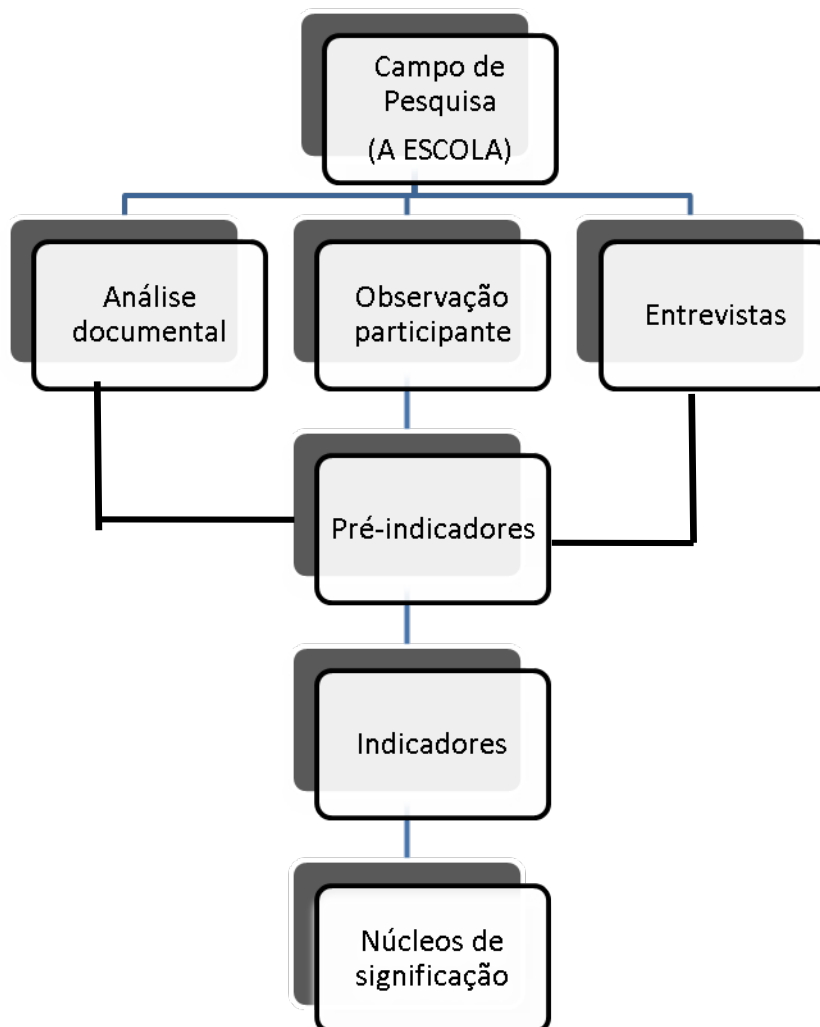 Campo de
Pesquisa
(A ESCOLA)
Análise
documental
Observação
participante
Entrevistas
Pré-indicadores
Indicadores
Núcleos de
significação